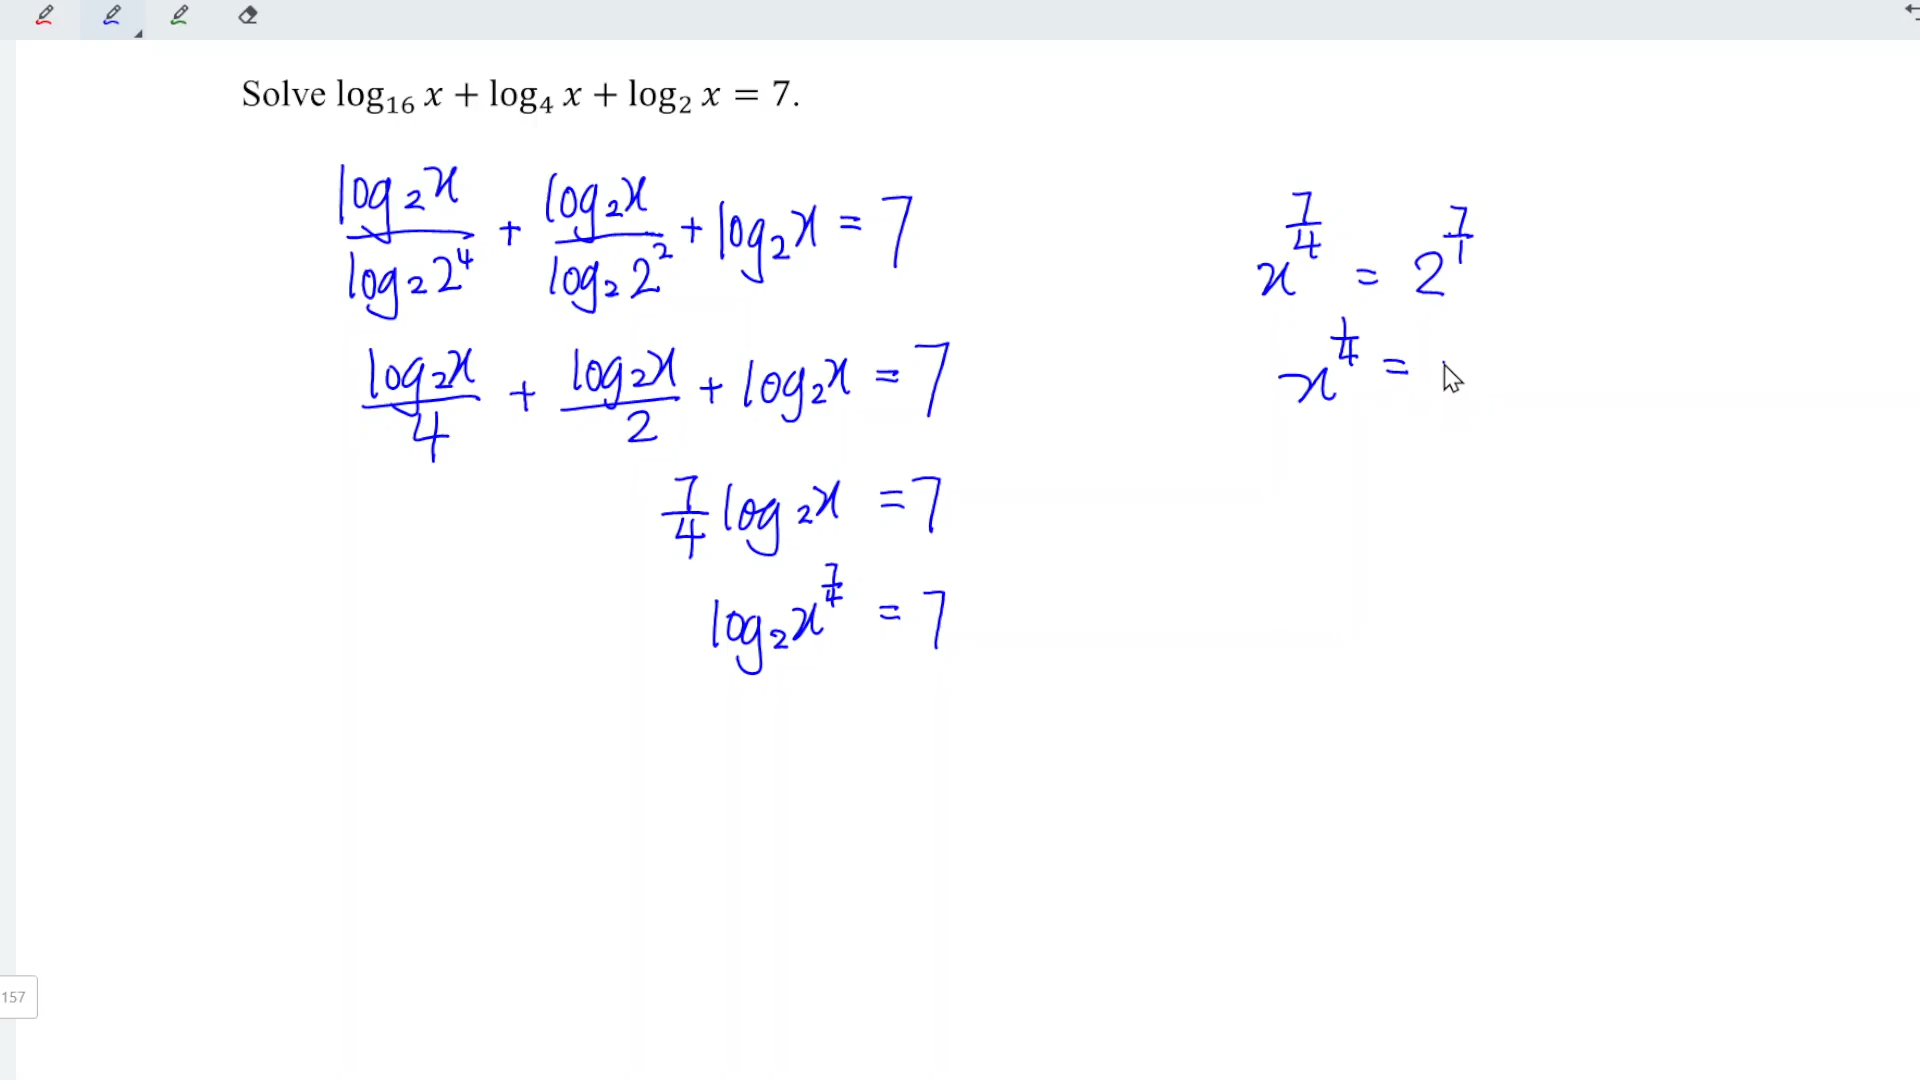 Solve log₁₆ x + log₄ x + log₂ x = 7.
log₂x / log₂2⁴ + log₂x / log₂2² + log₂x = 7
log₂x / 4 + log₂x / 2 + log₂x = 7
7/4 log₂x = 7
log₂x^(7/4) = 7
x^(7/4) = 2^(7/1)
x^(1/4) =
157